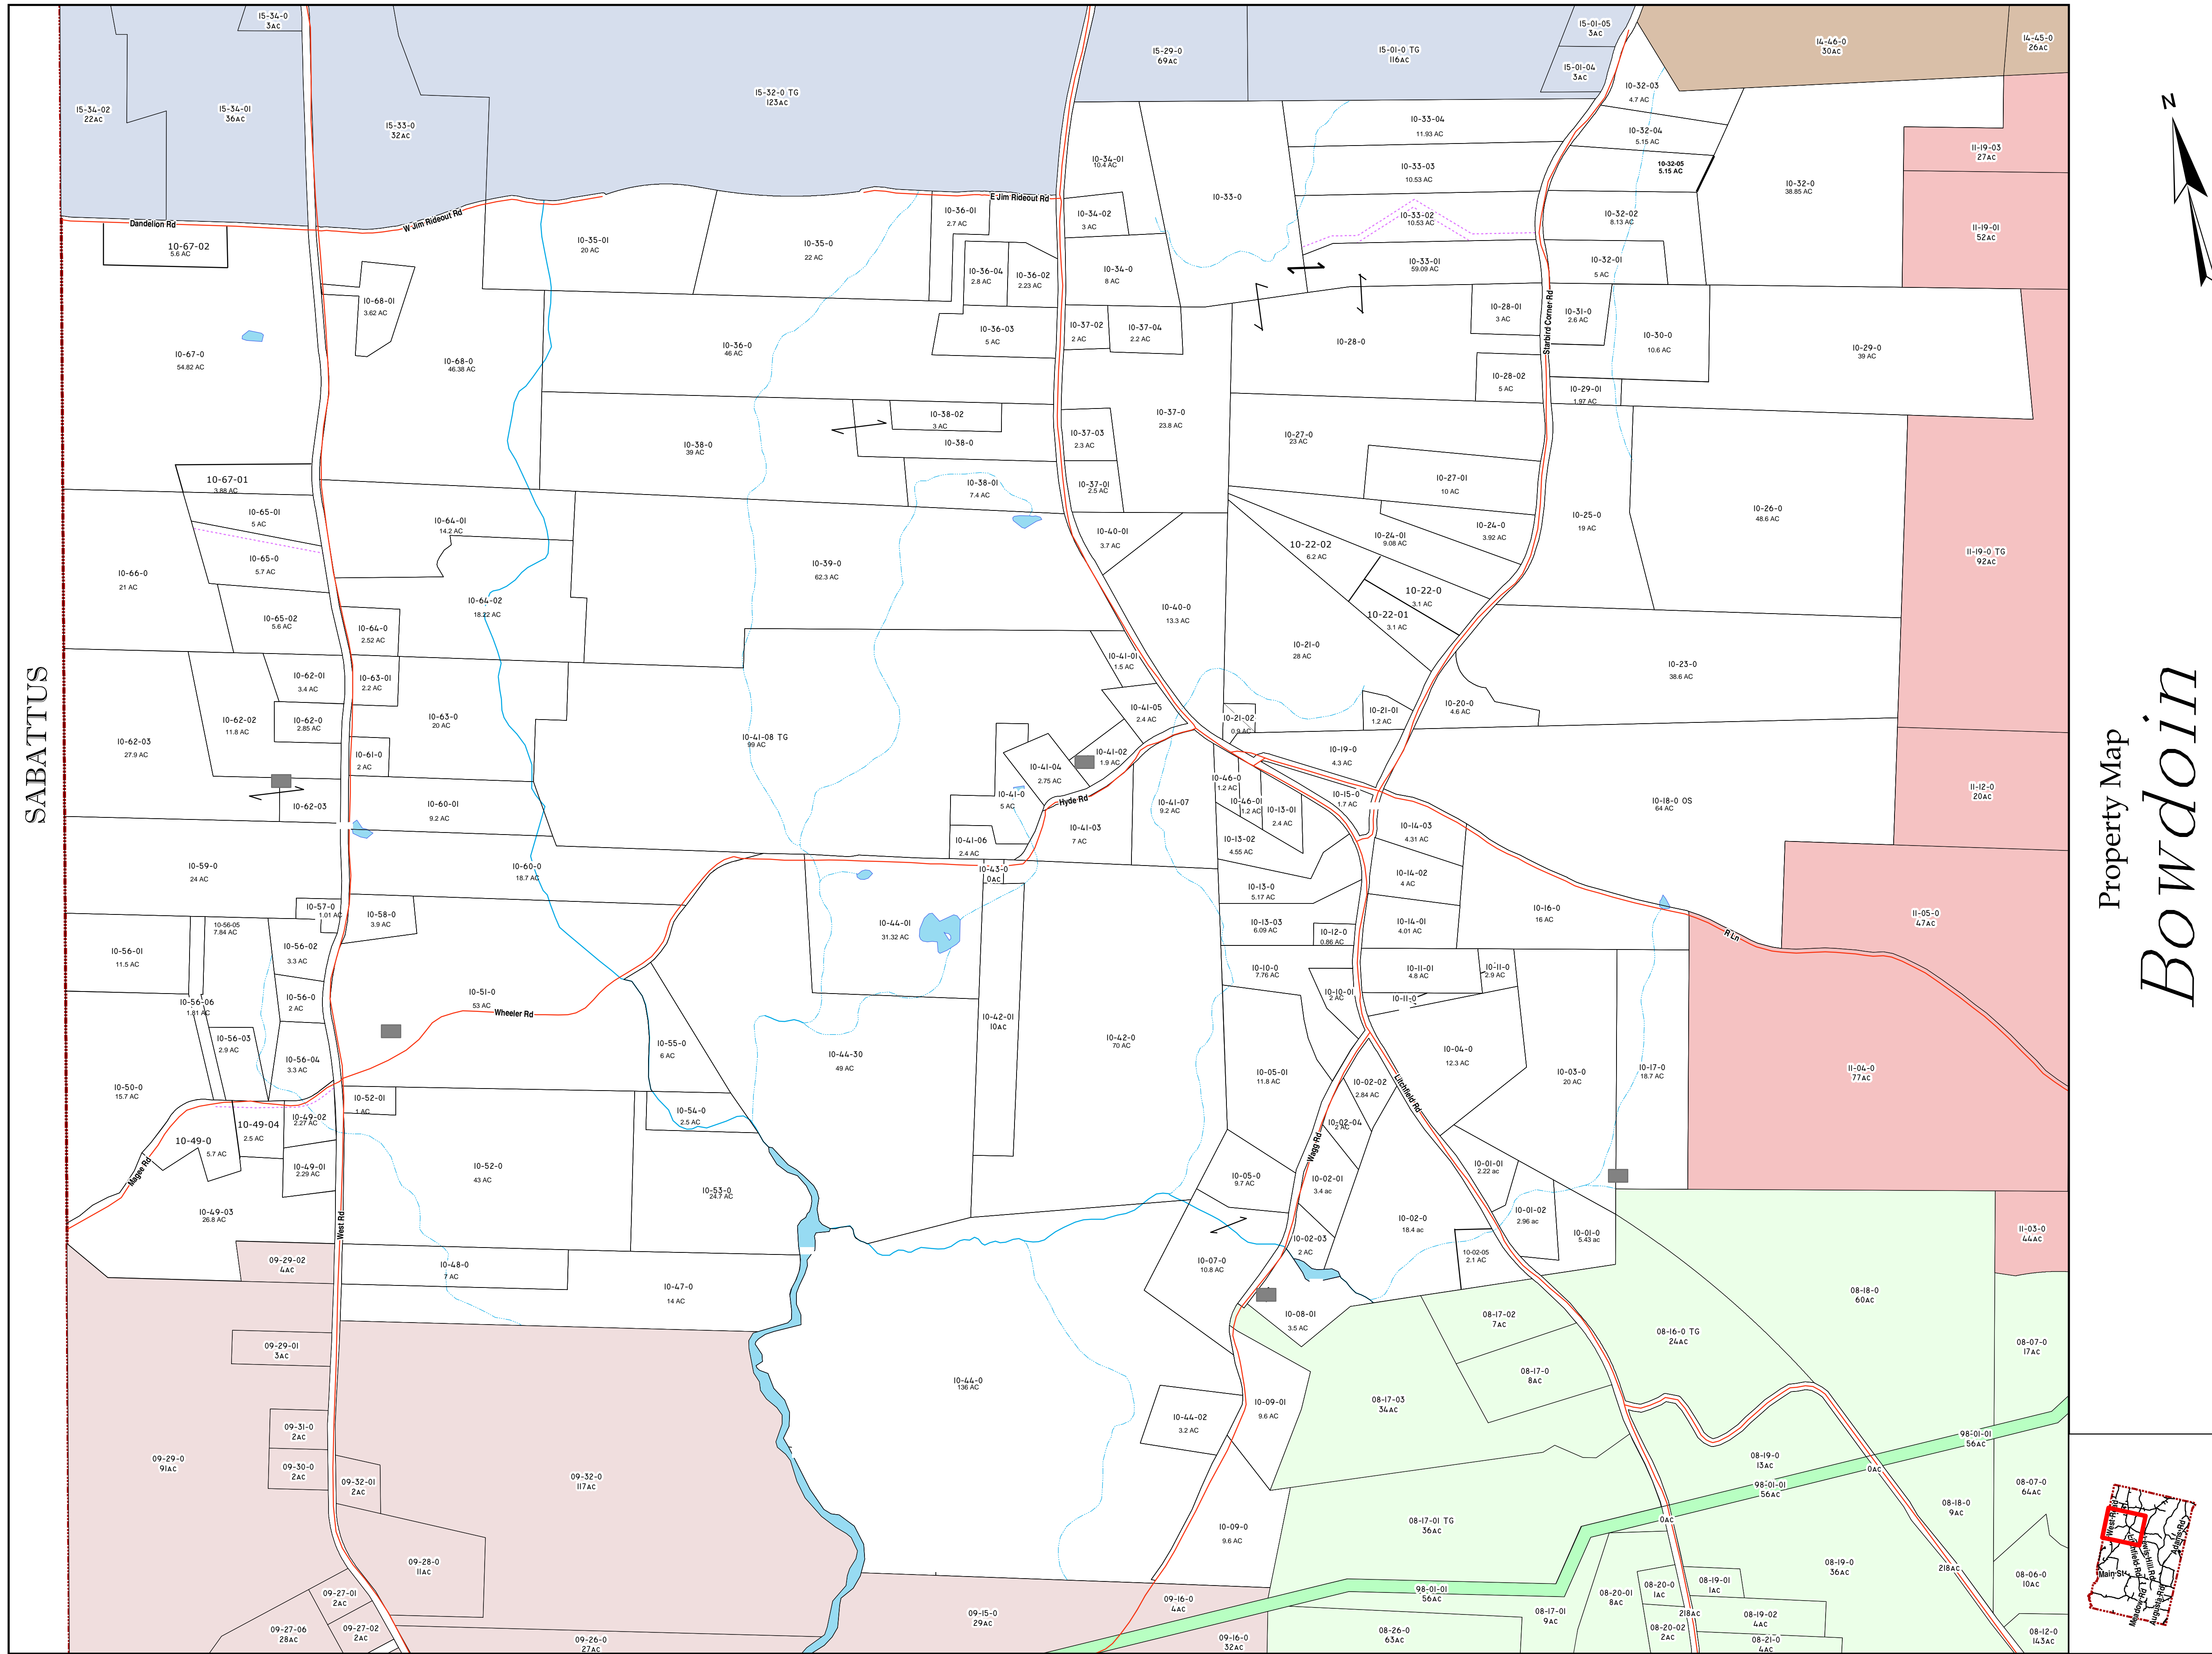 15-34-0
3AC
15-34-02
22AC
15-34-01
36AC
15-33-0
32AC
15-32-0 TG
123AC
15-29-0
69AC
15-01-0 TG
116AC
15-01-05
3AC
15-01-04
3AC
14-46-0
30AC
14-45-0
26AC
10-32-03
4.7 AC
10-33-04
11.93 AC
10-32-04
5.15 AC
11-19-03
27AC
10-34-01
10.4 AC
10-33-03
10.53 AC
10-32-05
5.15 AC
10-32-0
38.85 AC
E Jim Rideout Rd
10-33-0
W Jim Rideout Rd
Dandelion Rd
10-36-01
2.7 AC
10-34-02
3 AC
10-33-02
10.53 AC
10-32-02
8.13 AC
11-19-01
52AC
10-67-02
5.6 AC
10-35-01
20 AC
10-35-0
22 AC
10-36-04
2.8 AC
10-36-02
2.23 AC
10-34-0
8 AC
10-33-01
59.09 AC
10-32-01
5 AC
10-68-01
3.62 AC
10-36-03
5 AC
10-37-02
2 AC
10-37-04
2.2 AC
10-28-01
3 AC
Starbird Corner Rd
10-31-0
2.6 AC
10-30-0
10.6 AC
10-29-0
39 AC
10-67-0
54.82 AC
10-68-0
46.38 AC
10-36-0
46 AC
10-28-0
10-28-02
5 AC
10-29-01
1.97 AC
10-38-02
3 AC
10-38-0
39 AC
10-38-0
10-37-03
2.3 AC
10-37-0
23.8 AC
10-27-0
23 AC
10-67-01
3.88 AC
10-38-01
7.4 AC
10-37-01
2.5 AC
10-27-01
10 AC
10-65-01
5 AC
10-64-01
14.2 AC
10-40-01
3.7 AC
10-24-01
9.08 AC
10-24-0
3.92 AC
10-25-0
19 AC
10-26-0
48.6 AC
10-22-02
6.2 AC
11-19-0 TG
92AC
10-66-0
21 AC
10-65-0
5.7 AC
10-39-0
62.3 AC
10-64-02
18.22 AC
10-40-0
13.3 AC
10-22-0
3.1 AC
10-22-01
3.1 AC
10-65-02
5.6 AC
10-64-0
2.52 AC
10-21-0
28 AC
10-23-0
38.6 AC
10-41-01
1.5 AC
10-62-01
3.4 AC
10-63-01
2.2 AC
SABATTUS
10-62-02
11.8 AC
10-62-0
2.85 AC
10-63-0
20 AC
10-41-05
2.4 AC
10-21-02
0.9 AC
10-21-01
1.2 AC
10-20-0
4.6 AC
10-62-03
27.9 AC
10-61-0
2 AC
10-41-08 TG
99 AC
10-41-04
2.75 AC
10-41-02
1.9 AC
10-19-0
4.3 AC
10-46-0
1.2 AC
10-62-03
10-60-01
9.2 AC
10-41-0
5 AC
Hyde Rd
10-41-07
9.2 AC
10-46-01
1.2 AC
10-13-01
2.4 AC
10-15-0
1.7 AC
10-18-0 OS
64 AC
11-12-0
20AC
10-41-03
7 AC
10-41-06
2.4 AC
10-13-02
4.55 AC
10-14-03
4.31 AC
10-59-0
24 AC
10-60-0
18.7 AC
10-43-0
0AC
10-14-02
4 AC
10-13-0
5.17 AC
10-57-0
1.01 AC
10-58-0
3.9 AC
10-56-05
7.84 AC
10-44-01
31.32 AC
10-13-03
6.09 AC
10-12-0
0.86 AC
10-14-01
4.01 AC
10-16-0
16 AC
11-05-0
47AC
R Ln
10-56-01
11.5 AC
10-56-02
3.3 AC
10-10-0
7.76 AC
10-11-01
4.8 AC
10-11-0
2.9 AC
10-56-06
1.81 AC
10-56-0
2 AC
10-51-0
53 AC
Wheeler Rd
10-10-01
2 AC
10-11-0
10-42-01
10AC
10-56-03
2.9 AC
10-55-0
6 AC
10-44-30
49 AC
10-42-0
70 AC
10-56-04
3.3 AC
10-04-0
12.3 AC
10-05-01
11.8 AC
10-03-0
20 AC
10-17-0
18.7 AC
11-04-0
77AC
10-50-0
15.7 AC
10-02-02
2.84 AC
Litchfield Rd
10-52-01
1 AC
10-49-02
2.27 AC
10-49-04
2.5 AC
10-54-0
2.5 AC
10-02-04
2 AC
Wagg Rd
10-49-0
5.7 AC
Magee Rd
10-49-01
2.29 AC
10-52-0
43 AC
10-53-0
24.7 AC
10-05-0
9.7 AC
10-02-01
3.4 ac
10-01-01
2.22 ac
10-49-03
26.8 AC
West Rd
10-02-0
18.4 ac
10-01-02
2.96 ac
10-01-0
5.43 ac
11-03-0
44AC
10-02-03
2 AC
10-02-05
2.1 AC
09-29-02
4AC
10-48-0
7 AC
10-07-0
10.8 AC
10-47-0
14 AC
10-08-01
3.5 AC
08-17-02
7AC
08-18-0
60AC
08-16-0 TG
24AC
09-29-01
3AC
08-07-0
17AC
10-44-0
136 AC
08-17-0
8AC
08-17-03
34AC
10-09-01
9.6 AC
10-44-02
3.2 AC
09-31-0
2AC
98-01-01
56AC
09-29-0
91AC
09-30-0
2AC
09-32-01
2AC
09-32-0
117AC
08-19-0
13AC
0AC
98-01-01
56AC
08-07-0
64AC
08-18-0
9AC
0AC
08-17-01 TG
36AC
10-09-0
9.6 AC
09-28-0
11AC
08-19-0
36AC
218AC
08-06-0
10AC
98-01-01
56AC
08-20-01
8AC
08-20-0
1AC
08-19-01
1AC
09-27-01
2AC
09-15-0
29AC
09-16-0
4AC
08-17-01
9AC
218AC
08-19-02
4AC
09-27-06
28AC
09-27-02
2AC
09-26-0
27AC
09-16-0
32AC
08-26-0
63AC
08-20-02
2AC
08-21-0
4AC
08-12-0
143AC
N
Property Map
Bowdoin
West Rd
Main St
Litchfield Rd
Lewis Hill Rd
Adams Rd
Meadow Rd
Augusta Rd